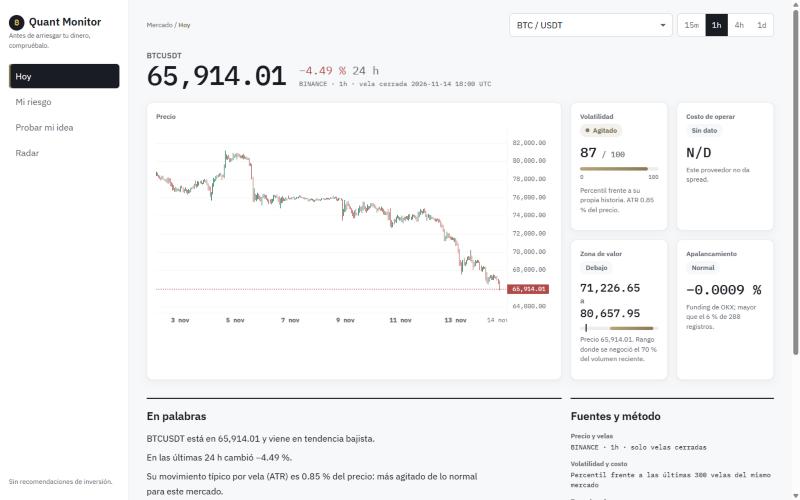 8 Quant Monitor
Antes de arriesgar tu dinero,
compruébalo.
Hoy
Mi riesgo
Probar mi idea
Radar
Sin recomendaciones de inversión.
Mercado / Hoy
BTC / USDT
15m 1h 4h 1d
BTCUSDT
65,914.01
−4.49 % 24 h
BINANCE · 1h · vela cerrada 2026-11-14 18:00 UTC
Precio
82,000.00
80,000.00
78,000.00
76,000.00
74,000.00
72,000.00
70,000.00
68,000.00
65,914.01
64,000.00
3 nov 5 nov 7 nov 9 nov 11 nov 13 nov 14 nov
Volatilidad
Agitado
87 / 100
0 100
Percentil frente a su
propia historia. ATR 0.85
% del precio.
Costo de operar
Sin dato
N/D
Este proveedor no da
spread.
Zona de valor
Debajo
71,226.65
a
80,657.95
Precio 65,914.01. Rango
donde se negoció el 70 %
del volumen reciente.
Apalancamiento
Normal
−0.0009 %
Funding de OKX; mayor
que el 6 % de 288
registros.
En palabras
BTCUSDT está en 65,914.01 y viene en tendencia bajista.
En las últimas 24 h cambió −4.49 %.
Su movimiento típico por vela (ATR) es 0.85 % del precio: más agitado de lo normal
para este mercado.
Fuentes y método
Precio y velas
BINANCE · 1h · solo velas cerradas
Volatilidad y costo
Percentil frente a las últimas 300 velas del mismo
mercado